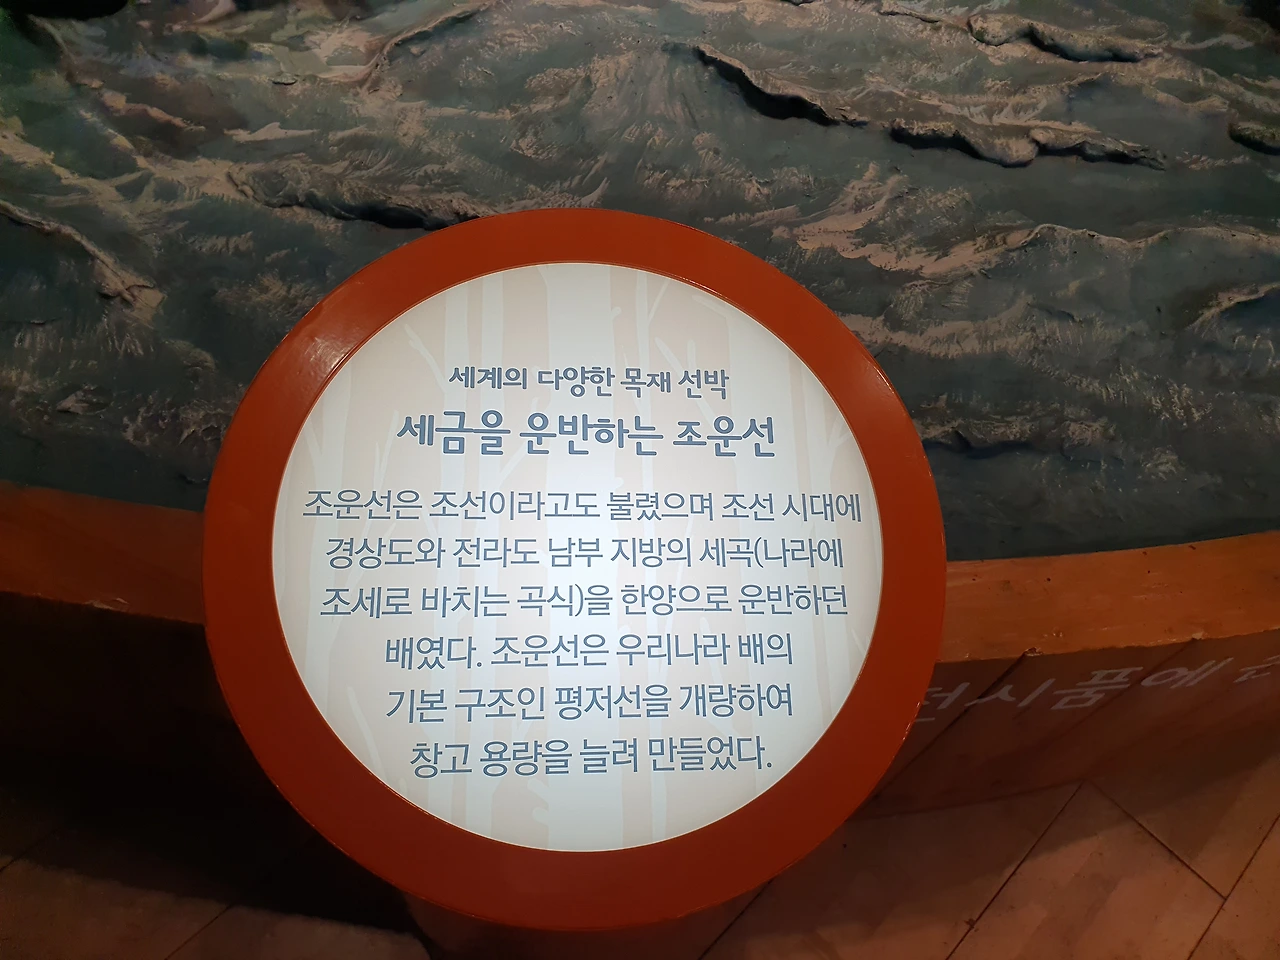 세계의 다양한 목재 선박
세금을 운반하는 조운선
조운선은 조선이라고도 불렸으며 조선 시대에
경상도와 전라도 남부 지방의 세곡(나라에
조세로 바치는 곡식)을 한양으로 운반하던
배였다. 조운선은 우리나라 배의
기본 구조인 평저선을 개량하여
창고 용량을 늘려 만들었다.
전시품에